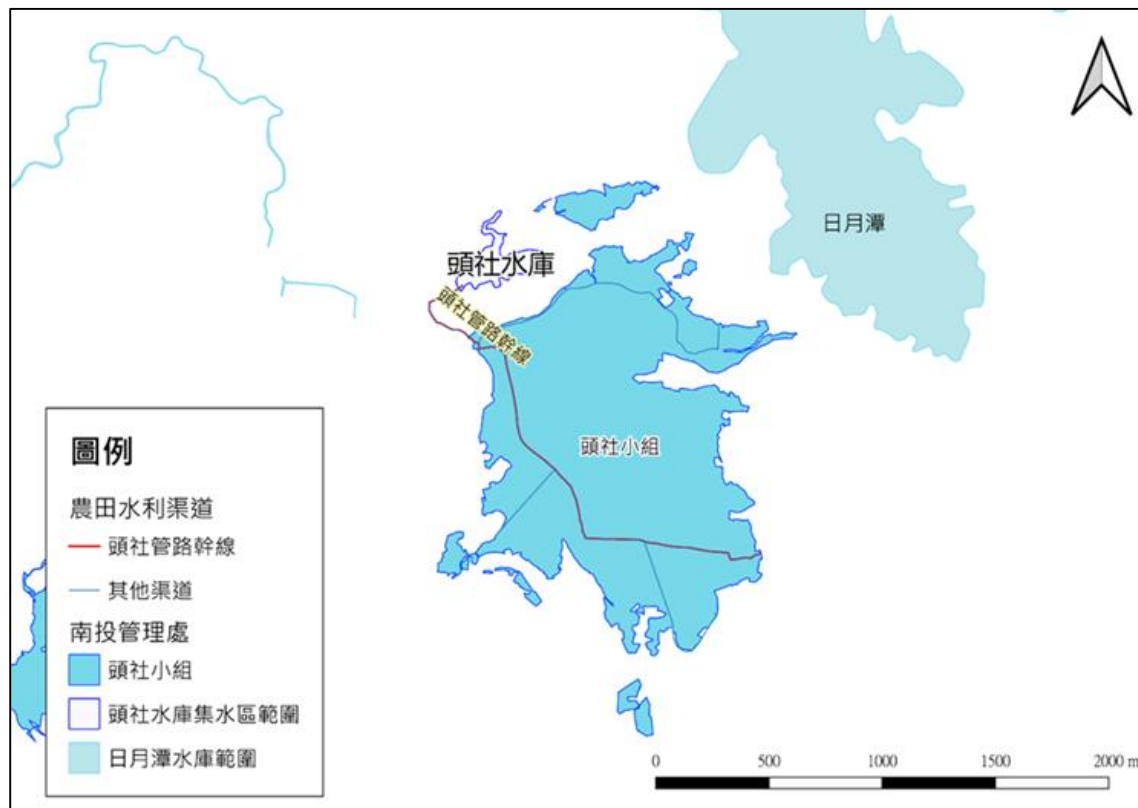 日月潭
頭社水庫
頭社管路幹線
頭社小組
圖例
農田水利渠道
頭社管路幹線
其他渠道
南投管理處
頭社小組
頭社水庫集水區範圍
日月潭水庫範圍
0 500 1000 1500 2000 m